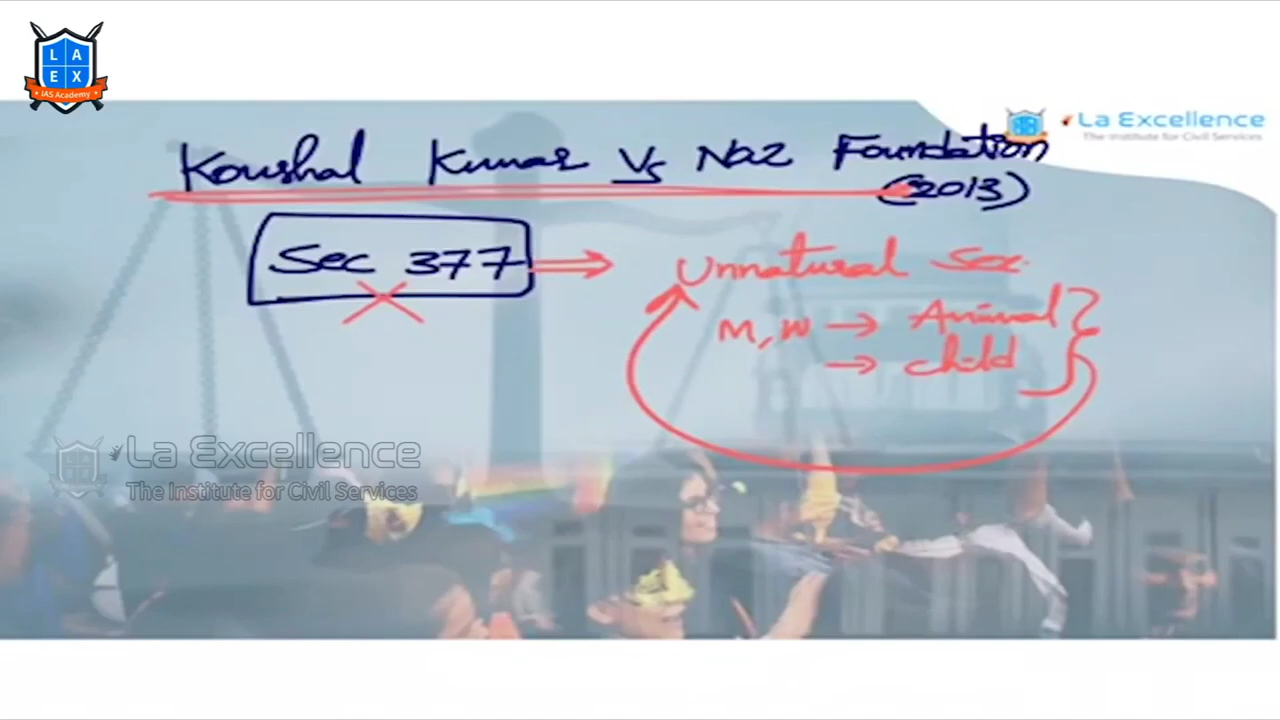 L A
E X
IAS Academy
La Excellence
The Institute for Civil Services
Koushal Kumar Vs Naz Foundation
(2013)
Sec 377
Unnatural Sex
M, W → Animal
→ child
La Excellence
The Institute for Civil Services